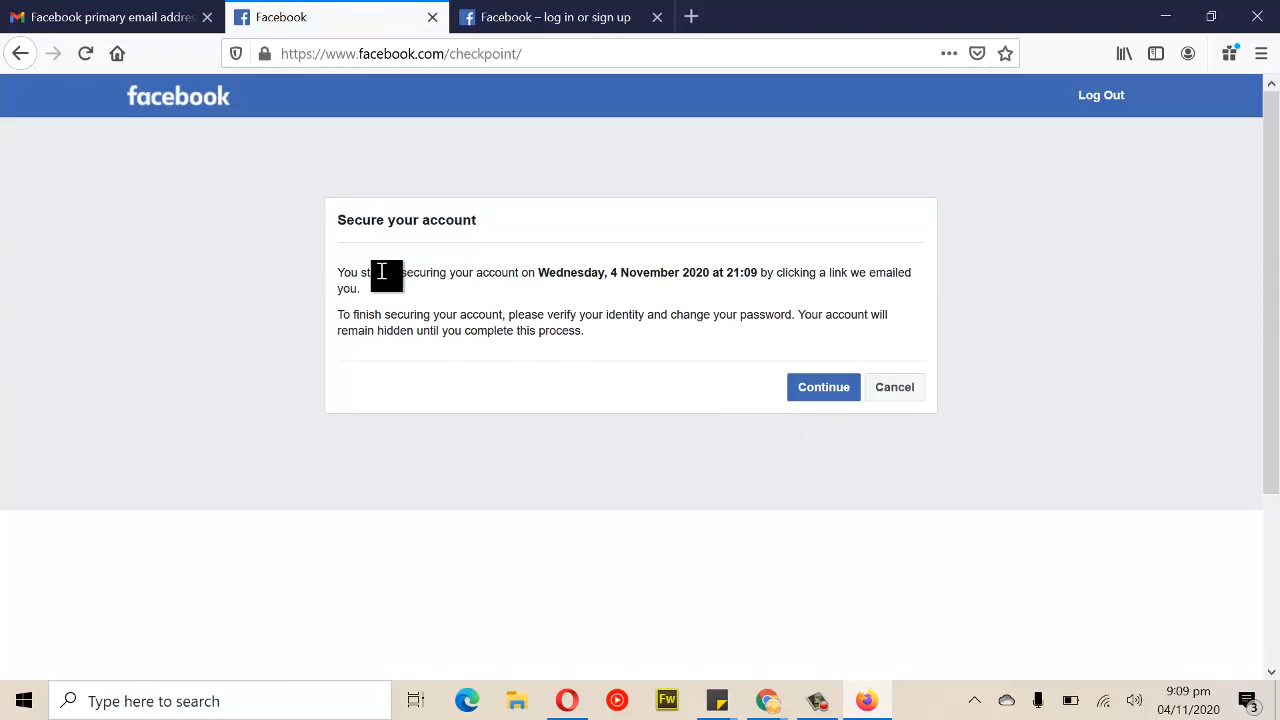 Facebook primary email addres
Facebook
Facebook – log in or sign up
https://www.facebook.com/checkpoint/
facebook
Log Out
Secure your account
You st securing your account on Wednesday, 4 November 2020 at 21:09 by clicking a link we emailed
you.
To finish securing your account, please verify your identity and change your password. Your account will
remain hidden until you complete this process.
Continue
Cancel
Type here to search
Fw
9:09 pm
04/11/2020
3